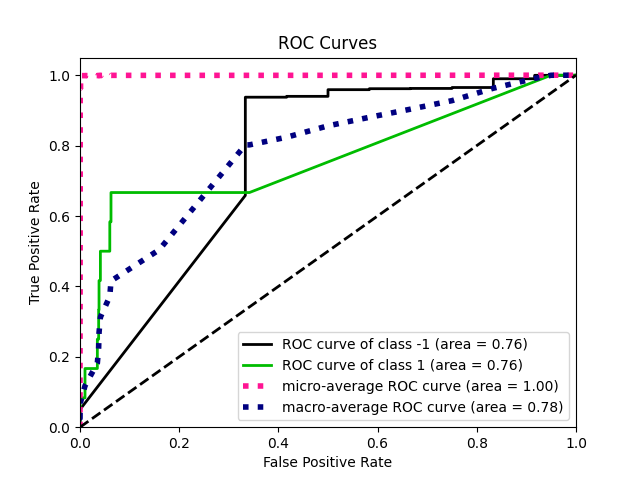 ROC Curves
True Positive Rate
1.0
0.8
0.6
0.4
0.2
0.0
ROC curve of class -1 (area = 0.76)
ROC curve of class 1 (area = 0.76)
micro-average ROC curve (area = 1.00)
macro-average ROC curve (area = 0.78)
0.0 0.2 0.4 0.6 0.8 1.0
False Positive Rate